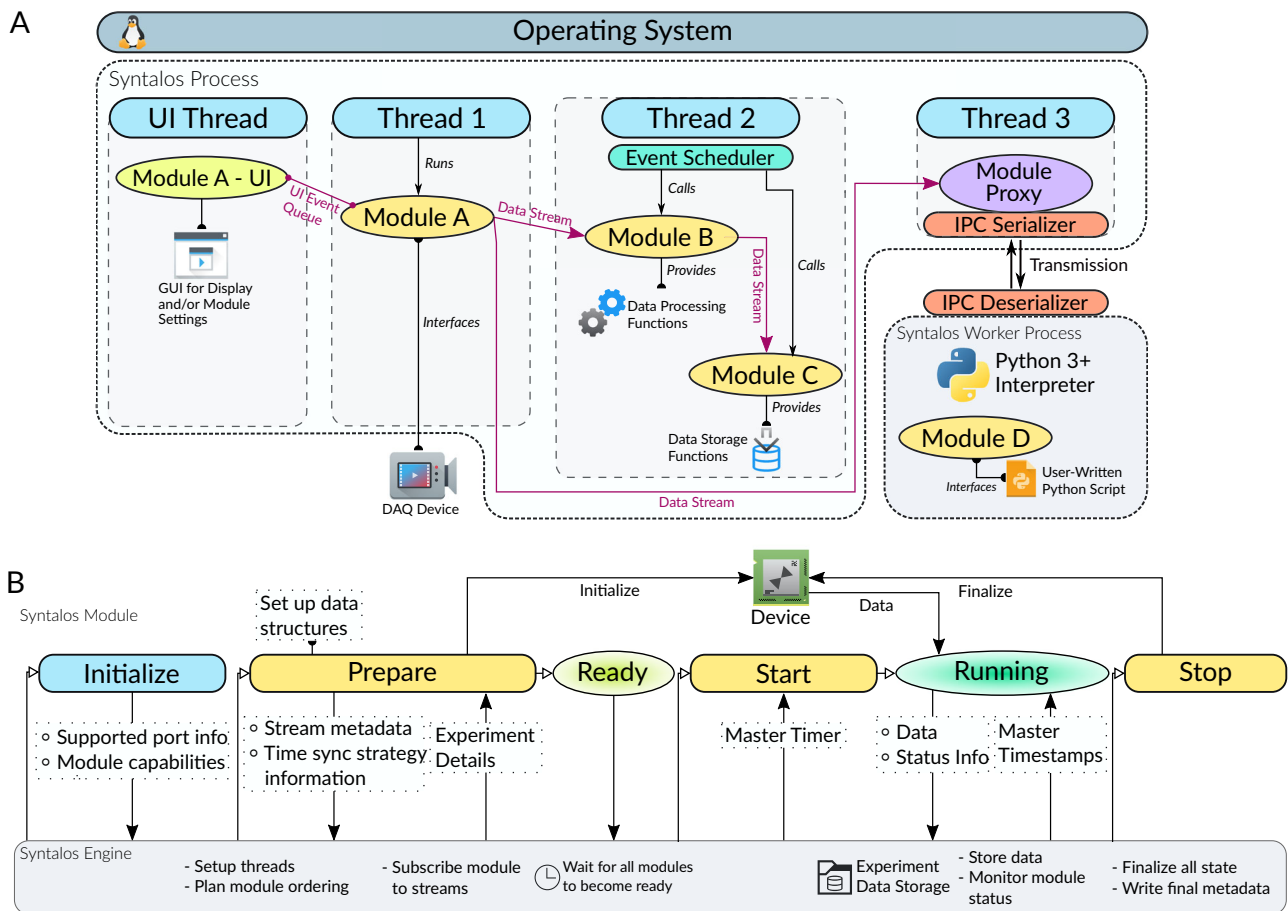 A
Operating System
Syntalos Process
UI Thread
Thread 1
Thread 2
Thread 3
Event Scheduler
Runs
Calls
Module A - UI
UI Event
Queue
Module A
Data Stream
Module B
Data Stream
Calls
Module
Proxy
IPC Serializer
Transmission
IPC Deserializer
GUI for Display
and/or Module
Settings
Interfaces
Provides
Data Processing
Functions
Module C
Provides
Data Storage
Functions
Syntalos Worker Process
Python 3+
Interpreter
Module D
Interfaces
User-Written
Python Script
DAQ Device
Data Stream
B
Syntalos Module
Set up data
structures
Initialize
Device
Data
Finalize
Initialize
Prepare
Ready
Start
Running
Stop
Supported port info
Module capabilities
Stream metadata
Time sync strategy
information
Experiment
Details
Master Timer
Data
Status Info
Master
Timestamps
Syntalos Engine
- Setup threads
- Plan module ordering
- Subscribe module
to streams
Wait for all modules
to become ready
Experiment
Data Storage
- Store data
- Monitor module
status
- Finalize all state
- Write final metadata